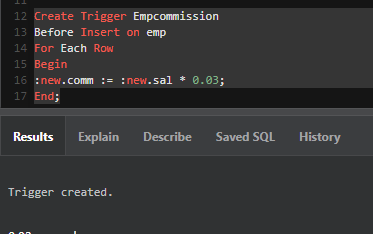 12 Create Trigger Empcommission
13 Before Insert on emp
14 For Each Row
15 Begin
16 :new.comm := :new.sal * 0.03;
17 End;
Results Explain Describe Saved SQL History
Trigger created.